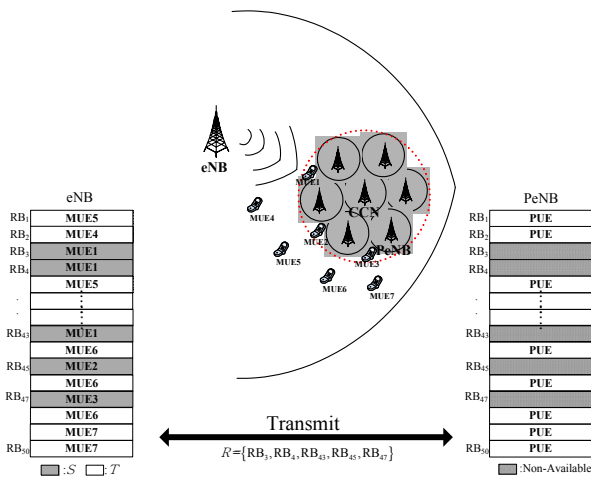 eNB
MUE1
CCN
MUE4
MUE2
PeNB
MUE5
MUE3
MUE6
MUE7
eNB
RB1 MUE5
RB2 MUE4
RB3 MUE1
RB4 MUE1
MUE5
RB43 MUE1
MUE6
RB45 MUE2
MUE6
RB47 MUE3
MUE6
MUE7
RB50 MUE7
:S :T
Transmit
R={RB3, RB4, RB43, RB45, RB47}
PeNB
RB1 PUE
RB2 PUE
RB3
RB4
PUE
RB43
PUE
RB45
PUE
RB47
PUE
PUE
RB50 PUE
:Non-Available